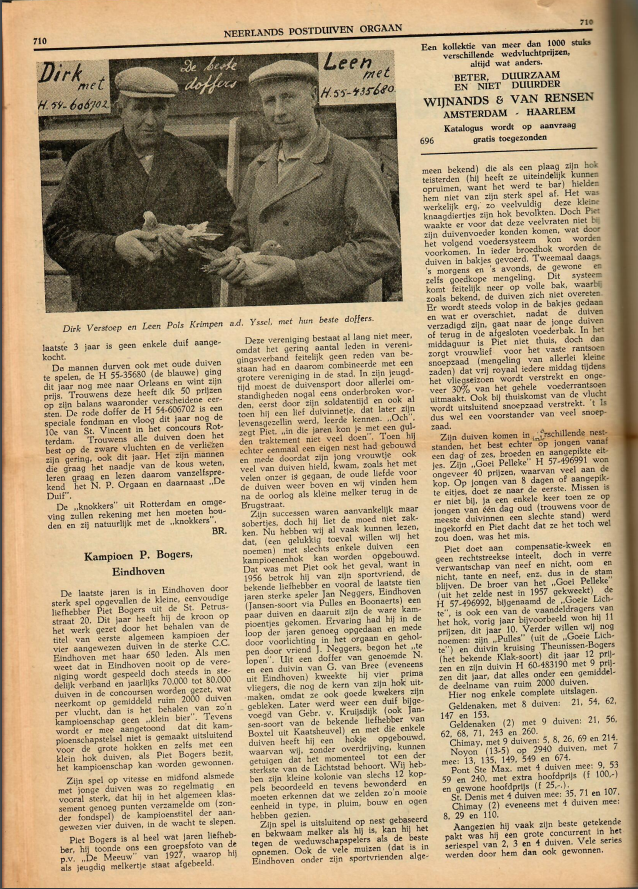 710
NEERLANDS POSTDUIVEN ORGAAN
710
Dirk
met
H.54-606702
De beste
doffers
Leen
met
H.55-435680
Dirk Verstoep en Leen Pols Krimpen a.d. Yssel, met hun beste doffers.
laatste 3 jaar is geen enkele duif aange-
kocht.
De mannen durven ook met oude duiven
te spelen, de H 55-35680 (de blauwe) ging
dit jaar nog mee naar Orleans en wint zijn
prijs. Trouwens deze heeft dik 50 prijzen
op zijn balans waaronder verscheidene eer-
sten. De rode doffer de H 54-606702 is een
speciale fondman en vloog dit jaar nog de
10e van St. Vincent in het concours Rot-
terdam. Trouwens alle duiven doen het
best op de zware vluchten en de verliezen
zijn gering, ook dit jaar. Het zijn mannen
die graag het naadje van de kous weten,
leren graag en lezen daarom vanzelfspre-
kend het N. P. Orgaan en daarnaast „De
Duif”.
De „knokkers” uit Rotterdam en omge-
ving zullen rekening met hen moeten hou-
den en zij natuurlijk met de „knokkers”.
BR.
Kampioen P. Bogers,
Eindhoven
De laatste jaren is in Eindhoven door
sterk spel opgevallen de kleine, eenvoudige
liefhebber Piet Bogers uit de St. Petrus-
straat 20. Dit jaar heeft hij de kroon op
het werk gezet door het behalen van de
titel van eerste algemeen kampioen der
vier aangewezen duiven in de sterke C.C.
Eindhoven met haar 650 leden. Als men
weet dat in Eindhoven nooit op de vere-
niging wordt gespeeld doch steeds in ste-
delijk verband en jaarlijks 70.000 tot 80.000
duiven in de concoursen worden gezet, wat
neerkomt op gemiddeld ruim 2000 duiven
per vlucht, dan is het behalen van zo'n
kampioenschap geen „klein bier”. Tevens
wordt er mee aangetoond dat dit kam-
pioenschapstelsel niet is gemaakt uitsluitend
voor de grote hokken en zelfs met een
klein hok duiven, als Piet Bogers bezit,
het kampioenschap kan worden gewonnen.
Zijn spel op vitesse en midfond alsmede
met jonge duiven was zo regelmatig en
vooral sterk, dat hij in het algemeen klas-
sement genoeg punten verzamelde om (zon-
der fondspel) de kampioenstitel der aan-
gewezen vier duiven, in de wacht te slepen.
Piet Bogers is al heel wat jaren liefheb-
ber, hij toonde ons een groepsfoto van de
p.v. „De Meeuw” van 1927, waarop hij
als jeugdig melkertje staat afgebeeld.
Deze vereniging bestaat al lang niet meer,
omdat het gering aantal leden in vereni-
gingsverband feitelijk geen reden van be-
staan had en daarom combineerde met een
grotere vereniging in de stad. In zijn jeugd-
tijd moest de duivensport door allerlei om-
standigheden nogal eens onderbroken wor-
den, eerst door zijn soldatentijd en ook al
toen hij een lief duivinnetje, dat later zijn
levensgezellin werd, leerde kennen. „Och”,
zegt Piet, „in die jaren kon je met een gul-
den traktement niet veel doen”. Toen hij
echter eenmaal een eigen nest had gebouwd
en mede doordat zijn jong vrouwtje ook
veel van duiven hield, kwam, zoals het met
velen onzer is gegaan, de oude liefde voor
de duiven weer boven en wij vinden hem
na de oorlog als kleine melker terug in de
Brugstraat.
Zijn successen waren aanvankelijk maar
sobertjes, doch hij liet de moed niet zak-
ken. Nu hebben wij al vaak kunnen lezen,
dat, (een gelukkig toeval willen wij het
noemen) met slechts enkele duiven een
kampioenenhok kan worden opgebouwd.
Dat was met Piet ook het geval, want in
1956 betrok hij van zijn sportvriend, de
bekende liefhebber en vooral de laatste tien
jaren sterke speler Jan Neggers, Eindhoven
(Jansen-soort via Pulles en Boonaerts) een
paar duiven en daaruit zijn de ware kam-
pioentjes gekomen. Ervaring had hij in de
loop der jaren genoeg opgedaan en mede
door voorlichting in het orgaan en gehol-
pen door vriend J. Neggers, begon het „te
lopen”. Uit een doffer van genoemde N.
en een duivin van G. van Bree (eveneens
uit Eindhoven) kweekte hij vier prima
vliegers, die nog de kern van zijn hok uit-
maken, omdat ze ook goede kwekers zijn
gebleken. Later werd weer een duif bijge-
voegd van Gebr. v. Kruijsdijk (ook Jan-
sen-soort van de bekende liefhebber van
Boxtel uit Kaatsheuvel) en met die enkele
duiven heeft hij een hokje opgebouwd,
waarvan wij, zonder overdrijving, kunnen
getuigen dat het momenteel tot een der
sterkste van de Lichtstad behoort. Wij heb-
ben zijn kleine kolonie van slechs 12 kop-
pels beoordeeld en tevens bewonderd en
moeten erkennen dat we zelden zo'n mooie
eenheid in type, in pluim, bouw en ogen
hebben gezien.
Zijn spel is uitsluitend op nest gebaseerd
en bekwaam melker als hij is, kan hij het
tegen de weduwschapspelers als de beste
opnemen. Ook de vele muizen (dat is in
Eindhoven onder zijn sportvrienden alge-
Een kollektie van meer dan 1000 stuks
verschillende wedvluchtprijzen,
altijd wat anders.
BETER, DUURZAAM
EN NIET DUURDER
WIJNANDS & VAN RENSEN
AMSTERDAM - HAARLEM
Katalogus wordt op aanvraag
696 gratis toegezonden
meen bekend) die als een plaag zijn hok
teisterden (hij heeft ze uiteindelijk kunnen
opruimen, want het werd te bar) hielden
hem niet van zijn sterk spel af. Het was
werkelijk erg, zo veelvuldig deze kleine
knaagdiertjes zijn hok bevolkten. Doch Piet
waakte er voor dat deze veelvraten niet bij
zijn duivenvoer konden komen, wat door
het volgend voedersysteem kon worden
voorkomen. In ieder broedhok worden de
duiven in bakjes gevoerd. Tweemaal daags,
's morgens en 's avonds, de gewone en
zelfs goedkope mengeling. Dit systeem
komt feitelijk neer op volle bak, waarbij
zoals bekend, de duiven zich niet overeten.
Er wordt steeds volop in de bakjes gedaan
en wat er overschiet, nadat de duiven
verzadigd zijn, gaat naar de jonge duiven
of terug in de afgesloten voederbak. In het
middaguur is Piet niet thuis, doch dan
zorgt vrouwlief voor het vaste rantsoen
snoepzaad (mengeling van allerlei kleine
zaden) dat vrij royaal iedere middag tijdens
het vliegseizoen wordt verstrekt en onge-
veer 30% van het gehele voederrantsoen
uitmaakt. Ook bij thuiskomst van de vlucht
wordt uitsluitend snoepzaad verstrekt. 't Is
dus wel een voorstander van veel snoep-
zaad.
Zijn duiven komen in verschillende nest-
standen, het best echter op jongen vanaf
een dag of zes, broeden en aangepikte eit-
jes. Zijn „Goei Pelleke” H 57-496991 won
ongeveer 40 prijzen, waarvan veel aan de
kop. Op jongen van 8 dagen of aangepik-
te eitjes, doet ze naar de eerste. Missen is
er niet bij, ja een enkele keer toen ze op
jongen van één dag oud (trouwens voor de
meeste duivinnen een slechte stand) werd
ingekorfd en Piet dacht dat ze het toch wel
zou doen, was het mis.
Piet doet aan compensatie-kweek en
geen rechtstreekse inteelt, doch in verre
verwantschap van neef en nicht, oom en
nicht, tante en neef, enz. dus in de stam
blijven. De broer van het „Goei Pelleke”
(uit het zelde nest in 1957 gekweekt) de
H 57-496992, bijgenaamd de „Goeie Lich-
te”, is ook een van de vaandeldragers van
het hok, vorig jaar bijvoorbeeld won hij 11
prijzen, dit jaar 10. Verder willen wij nog
noemen: zijn „Pulles” (uit de „Goeie Lich-
te”) en duivin kruising Theunissen-Bogers
(het bekende Klak-soort) dit jaar 12 prij-
zen en zijn duivin H 60-483190 met 9 prij-
zen dit jaar, dat alles onder een gemiddel-
de deelname van ruim 2000 duiven.
Hier nog enkele complete uitslagen.
Geldenaken, met 8 duiven: 21, 54, 62,
147 en 153.
Geldenaken (2) met 9 duiven: 21, 56,
62, 68, 71, 243 en 260.
Chimay, met 9 duiven: 5, 8, 26, 69 en 214.
Noyon (13-5) op 2940 duiven, met 7
mee: 13, 135, 149, 549 en 674.
Pont Ste Max. met 4 duiven mee: 9, 53
59 en 240, met extra hoofdprijs (f 100,-)
en gewone hoofdprijs (f 25,-).
St. Denis met 4 duiven mee: 35, 71 en 107.
Chimay (2) eveneens met 4 duiven mee:
8, 29 en 110.
Aangezien hij vaak zijn beste getekende
pakt was hij een grote concurrent in het
seriespel van 2, 3 en 4 duiven. Vele series
werden door hem dan ook gewonnen.